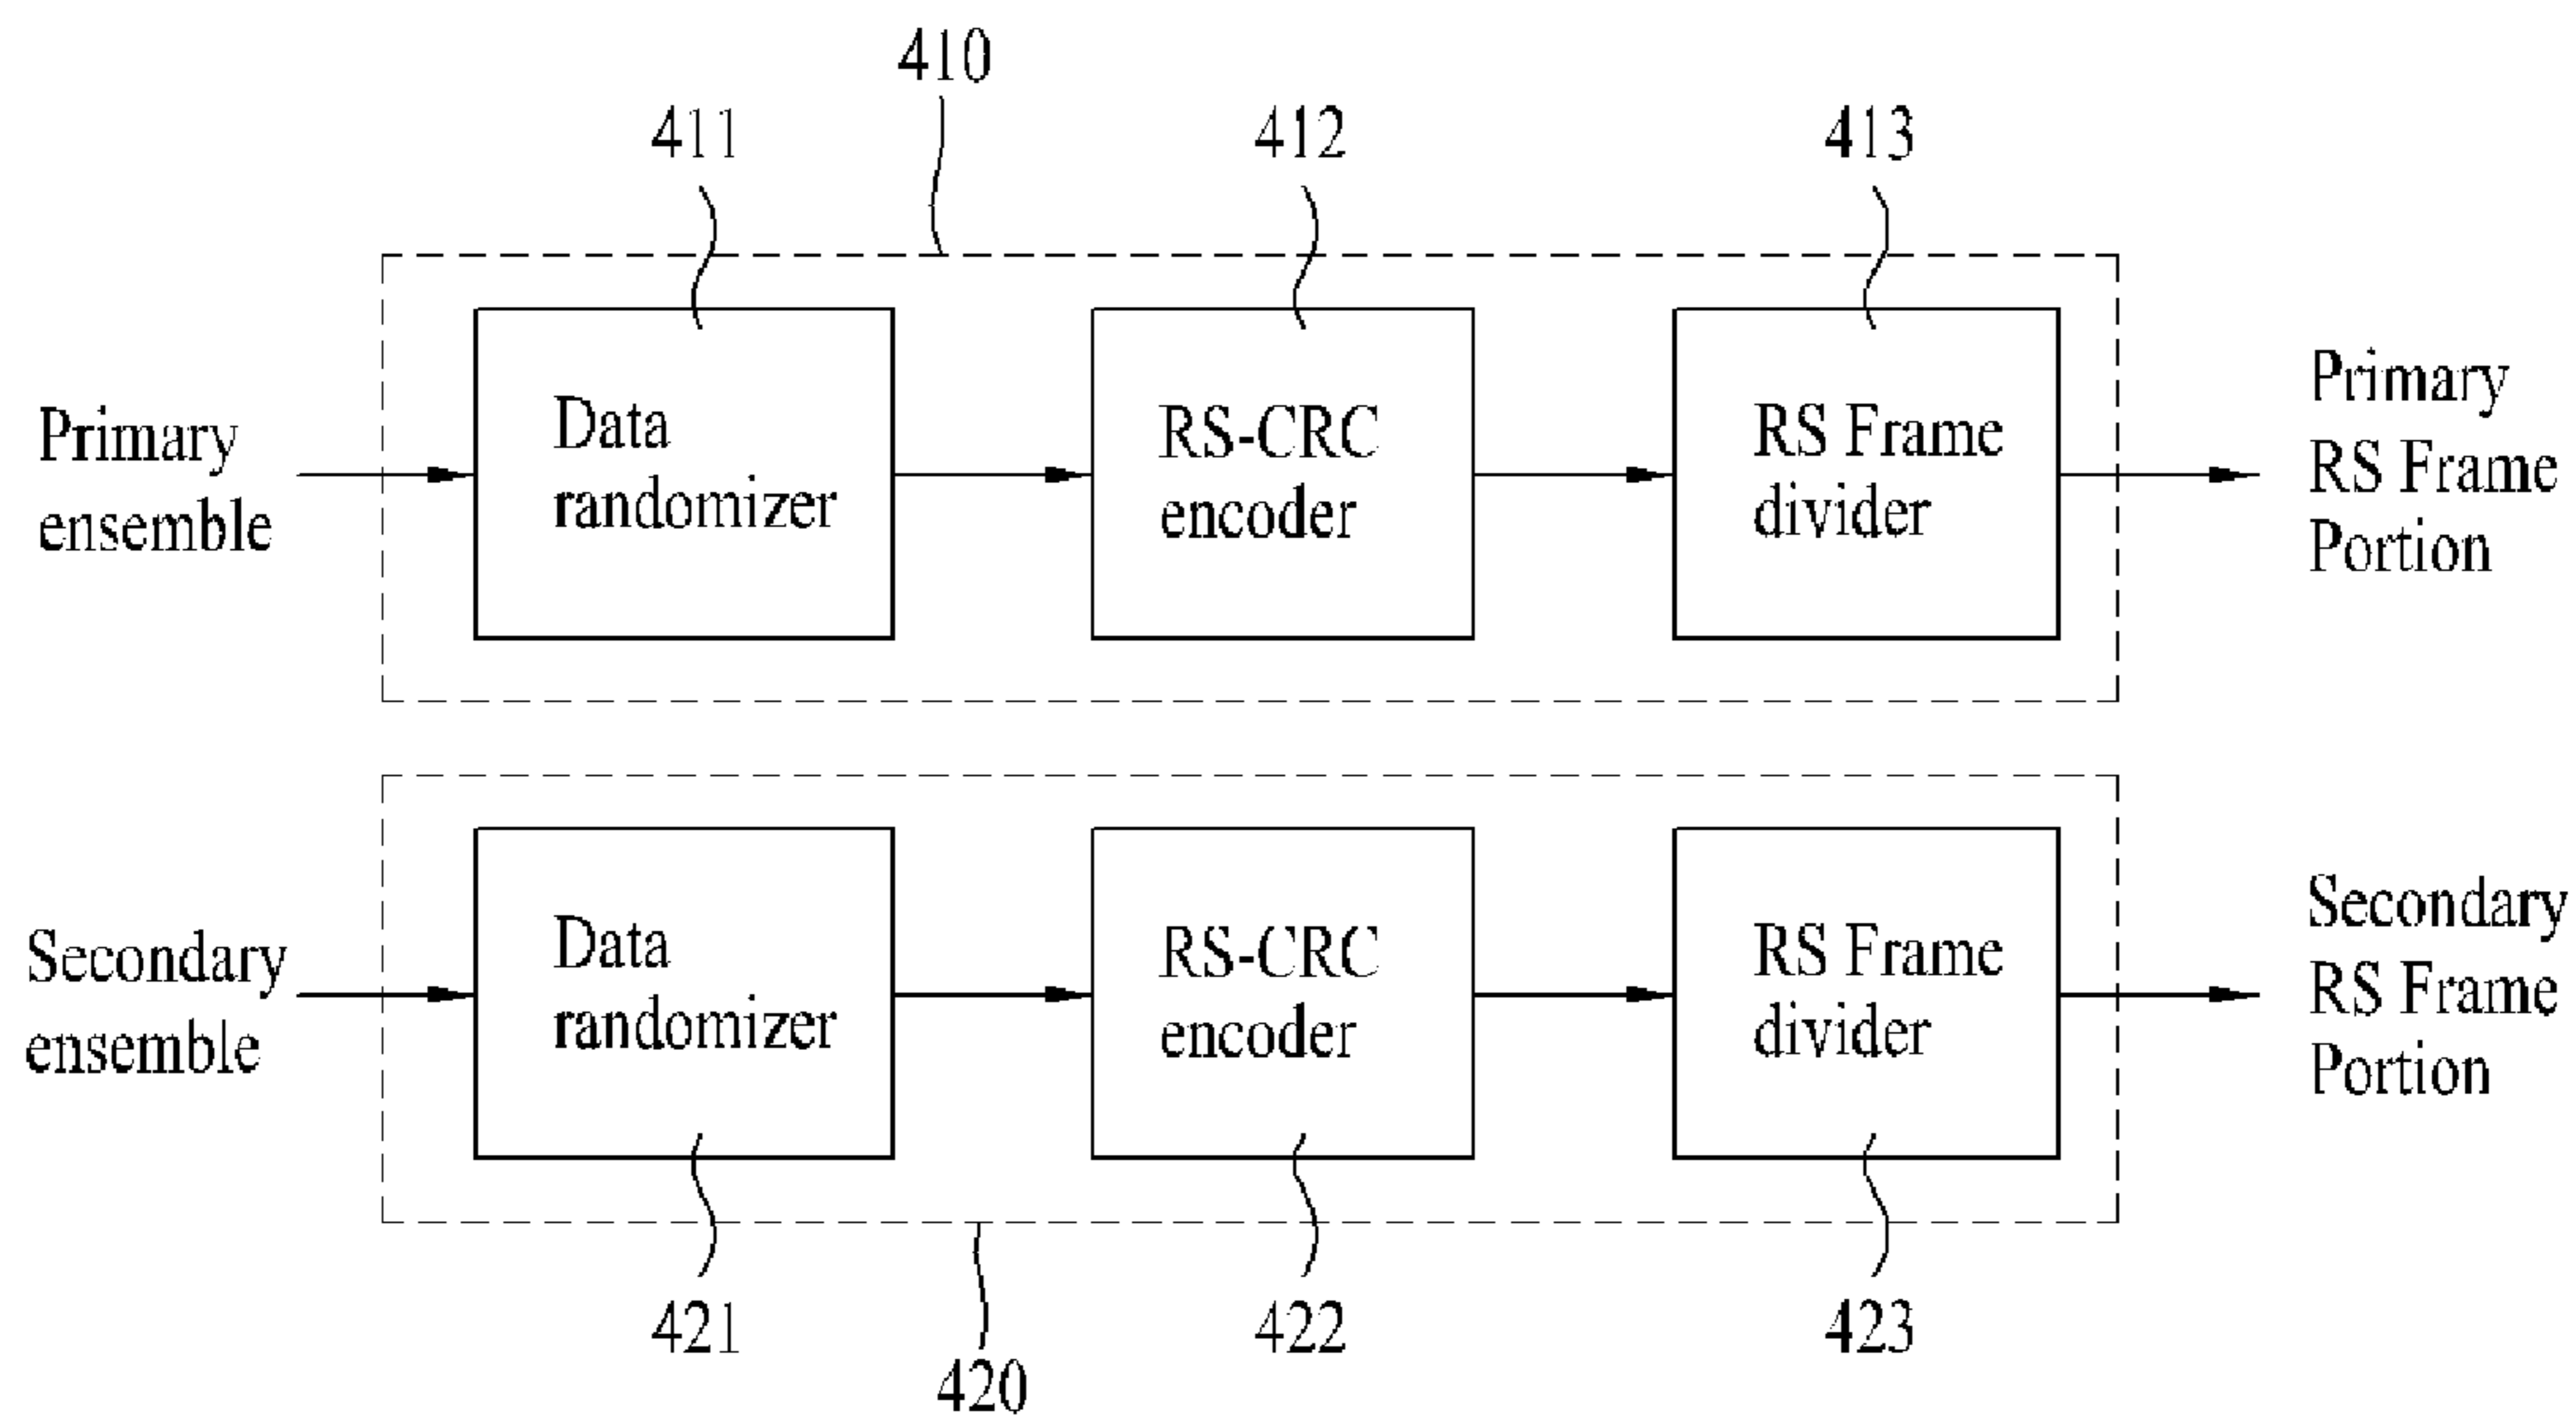 410
411
412
413
Primary
ensemble
Data
randomizer
RS-CRC
encoder
RS Frame
divider
Primary
RS Frame
Portion
Secondary
ensemble
Data
randomizer
RS-CRC
encoder
RS Frame
divider
Secondary
RS Frame
Portion
421
422
423
420